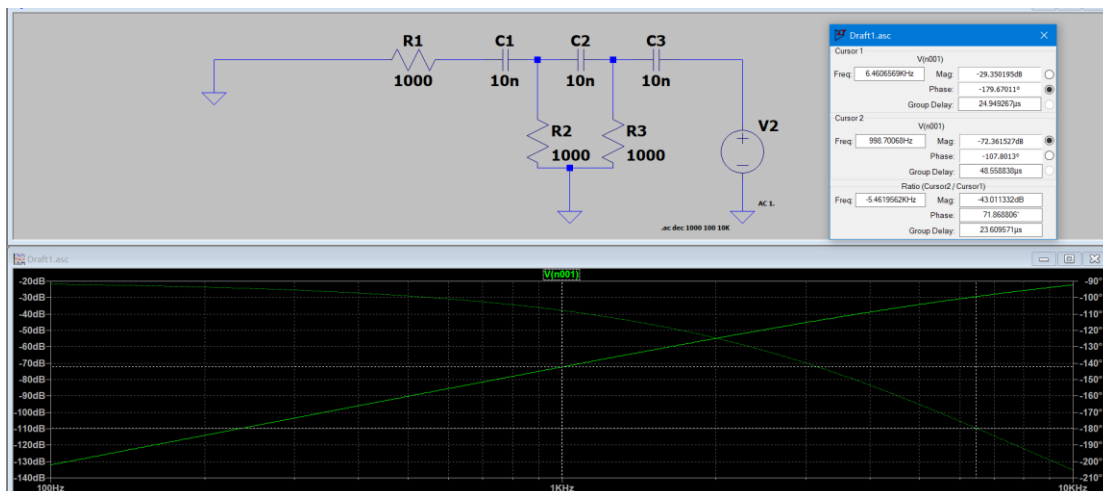 R1
1000
C1
10n
C2
10n
C3
10n
R2
1000
R3
1000
V2
AC 1.
.ac dec 1000 100 10K
Draft1.asc
Cursor 1
V(n001)
Freq: 6.4606569KHz Mag: -29.350195dB
Phase: -179.67011°
Group Delay: 24.949267µs
Cursor 2
V(n001)
Freq: 998.70068Hz Mag: -72.361527dB
Phase: -107.8013°
Group Delay: 48.558838µs
Ratio (Cursor2 / Cursor1)
Freq: -5.4619562KHz Mag: -43.011332dB
Phase: 71.868806°
Group Delay: 23.609571µs
Draft1.asc
V(n001)
-20dB
-30dB
-40dB
-50dB
-60dB
-70dB
-80dB
-90dB
-100dB
-110dB
-120dB
-130dB
-140dB
-90°
-100°
-110°
-120°
-130°
-140°
-150°
-160°
-170°
-180°
-190°
-200°
-210°
100Hz
1KHz
10KHz